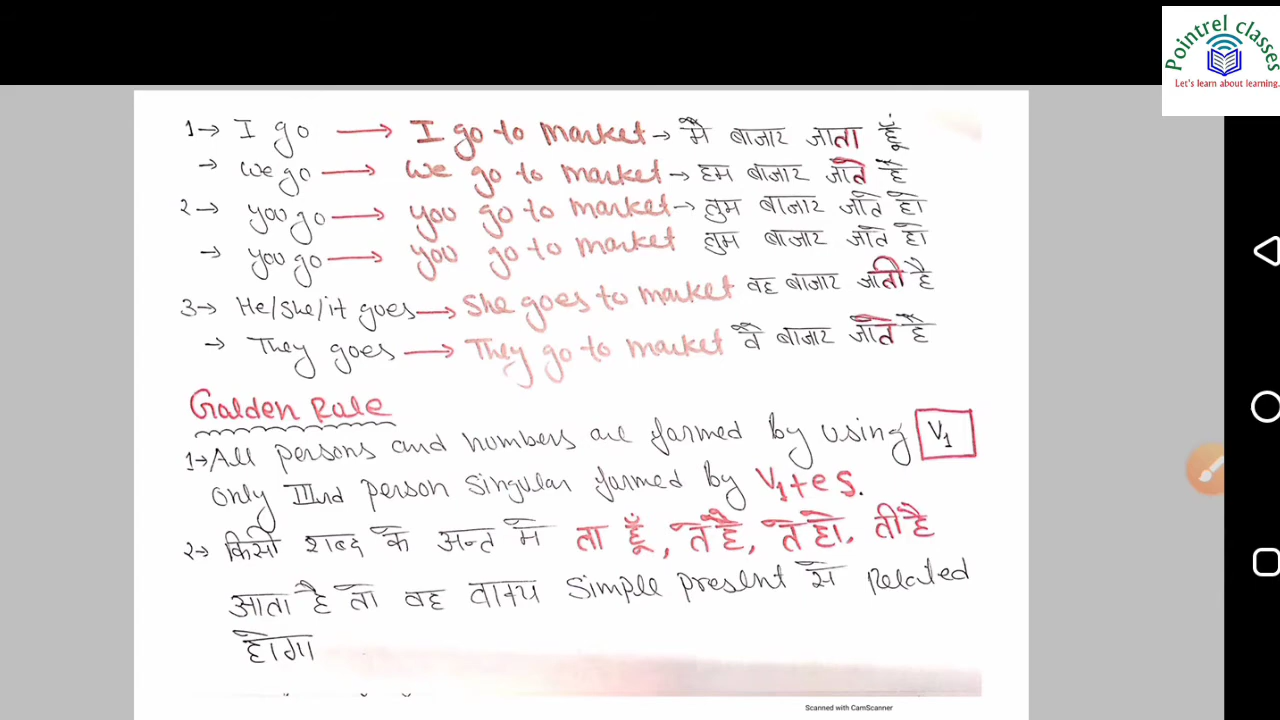 Pointrel classes
Let's learn about learning.
1→ I go → I go to market → मै बाजार जाता हूँ
→ we go → we go to market → हम बाजार जाते है
2→ you go → you go to market → तुम बाजार जाते हो
→ you go → you go to market तुम बाजार जाते हो
3→ He/she/it goes → She goes to market वह बाजार जाती है
→ They goes → They go to market वे बाजार जाते है
Golden Rule
1→ All persons and numbers are formed by using V1
only IIIrd person singular formed by V1+es.
2→ किसी शब्द के अन्त मे ता हूँ, ते है, ते हो, ती है
आता है तो वह वाक्य simple present से Related
होगा
Scanned with CamScanner